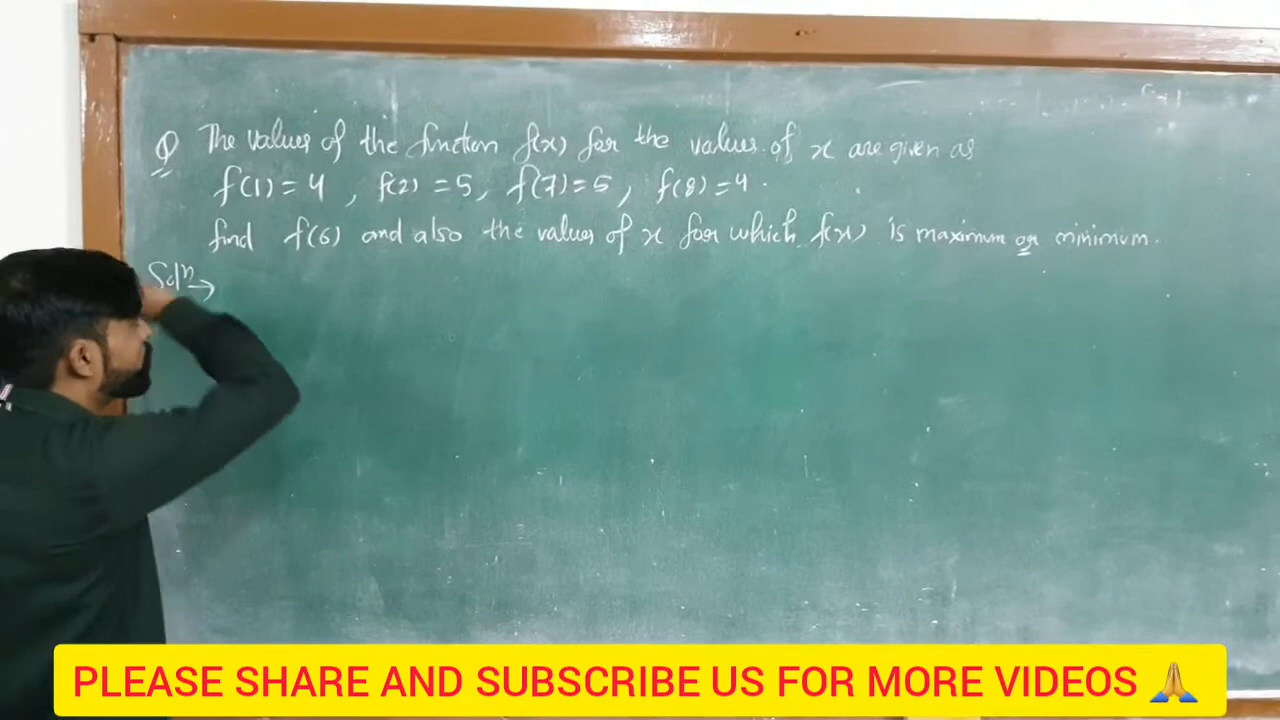 Q The values of the function f(x) for the values of x are given as
f(1) = 4 , f(2) = 5, f(7) = 5, f(8) = 4.
find f(6) and also the values of x for which f(x) is maximum or minimum.
Solⁿ →
PLEASE SHARE AND SUBSCRIBE US FOR MORE VIDEOS 🙏